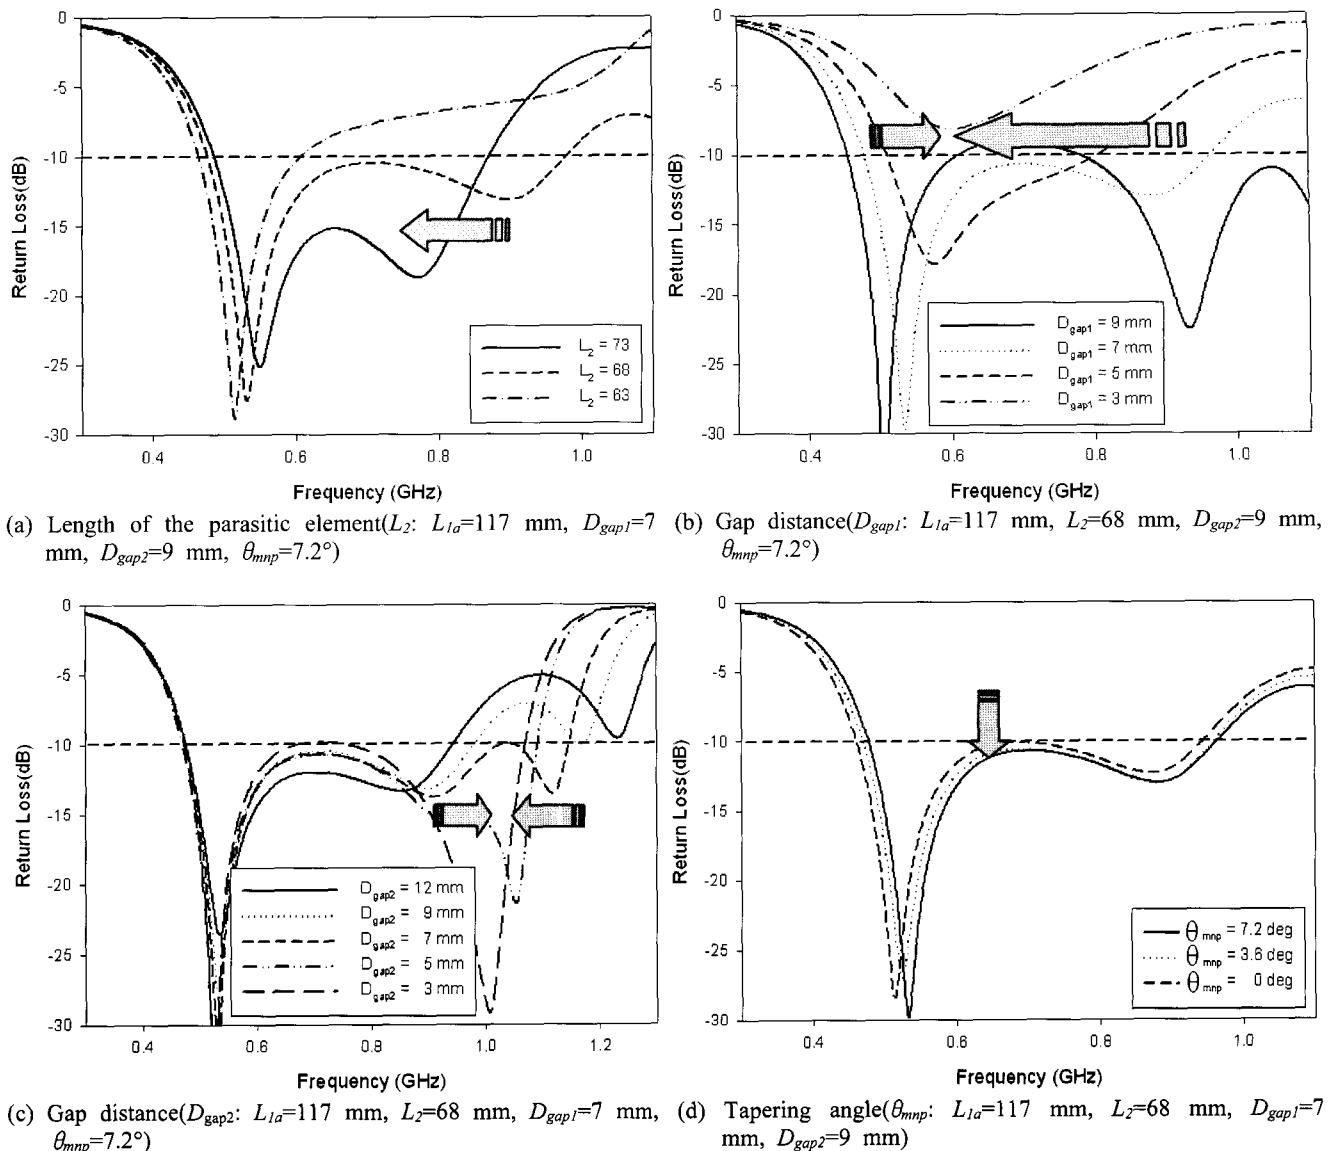 0
-5
-10
-15
-20
-25
-30
Return Loss(dB)
L2 = 73
L2 = 68
L2 = 63
0.4 0.6 0.8 1.0
Frequency (GHz)
(a) Length of the parasitic element(L2: L1a=117 mm, Dgap1=7
mm, Dgap2=9 mm, θmnp=7.2°)
0
-5
-10
-15
-20
-25
-30
Return Loss(dB)
Dgap1 = 9 mm
Dgap1 = 7 mm
Dgap1 = 5 mm
Dgap1 = 3 mm
0.4 0.6 0.8 1.0
Frequency (GHz)
(b) Gap distance(Dgap1: L1a=117 mm, L2=68 mm, Dgap2=9 mm,
θmnp=7.2°)
0
-5
-10
-15
-20
-25
-30
Return Loss(dB)
Dgap2 = 12 mm
Dgap2 = 9 mm
Dgap2 = 7 mm
Dgap2 = 5 mm
Dgap2 = 3 mm
0.4 0.6 0.8 1.0 1.2
Frequency (GHz)
(c) Gap distance(Dgap2: L1a=117 mm, L2=68 mm, Dgap1=7 mm,
θmnp=7.2°)
0
-5
-10
-15
-20
-25
-30
Return Loss(dB)
θmnp = 7.2 deg
θmnp = 3.6 deg
θmnp = 0 deg
0.4 0.6 0.8 1.0
Frequency (GHz)
(d) Tapering angle(θmnp: L1a=117 mm, L2=68 mm, Dgap1=7
mm, Dgap2=9 mm)